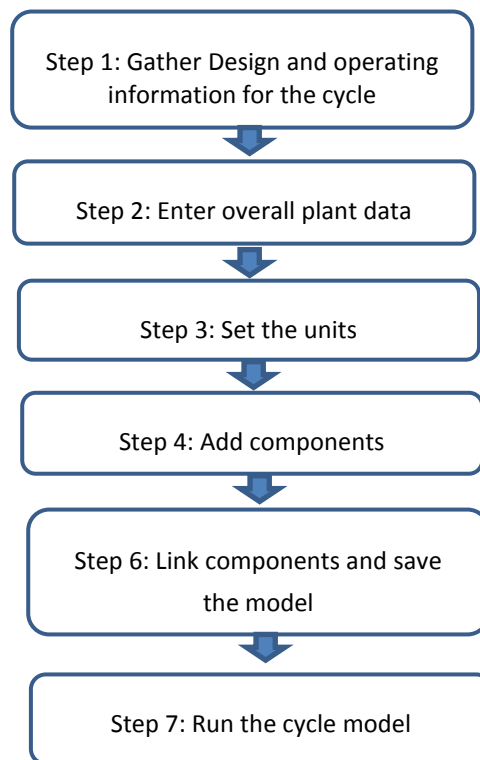 Step 1: Gather Design and operating
information for the cycle
Step 2: Enter overall plant data
Step 3: Set the units
Step 4: Add components
Step 6: Link components and save
the model
Step 7: Run the cycle model